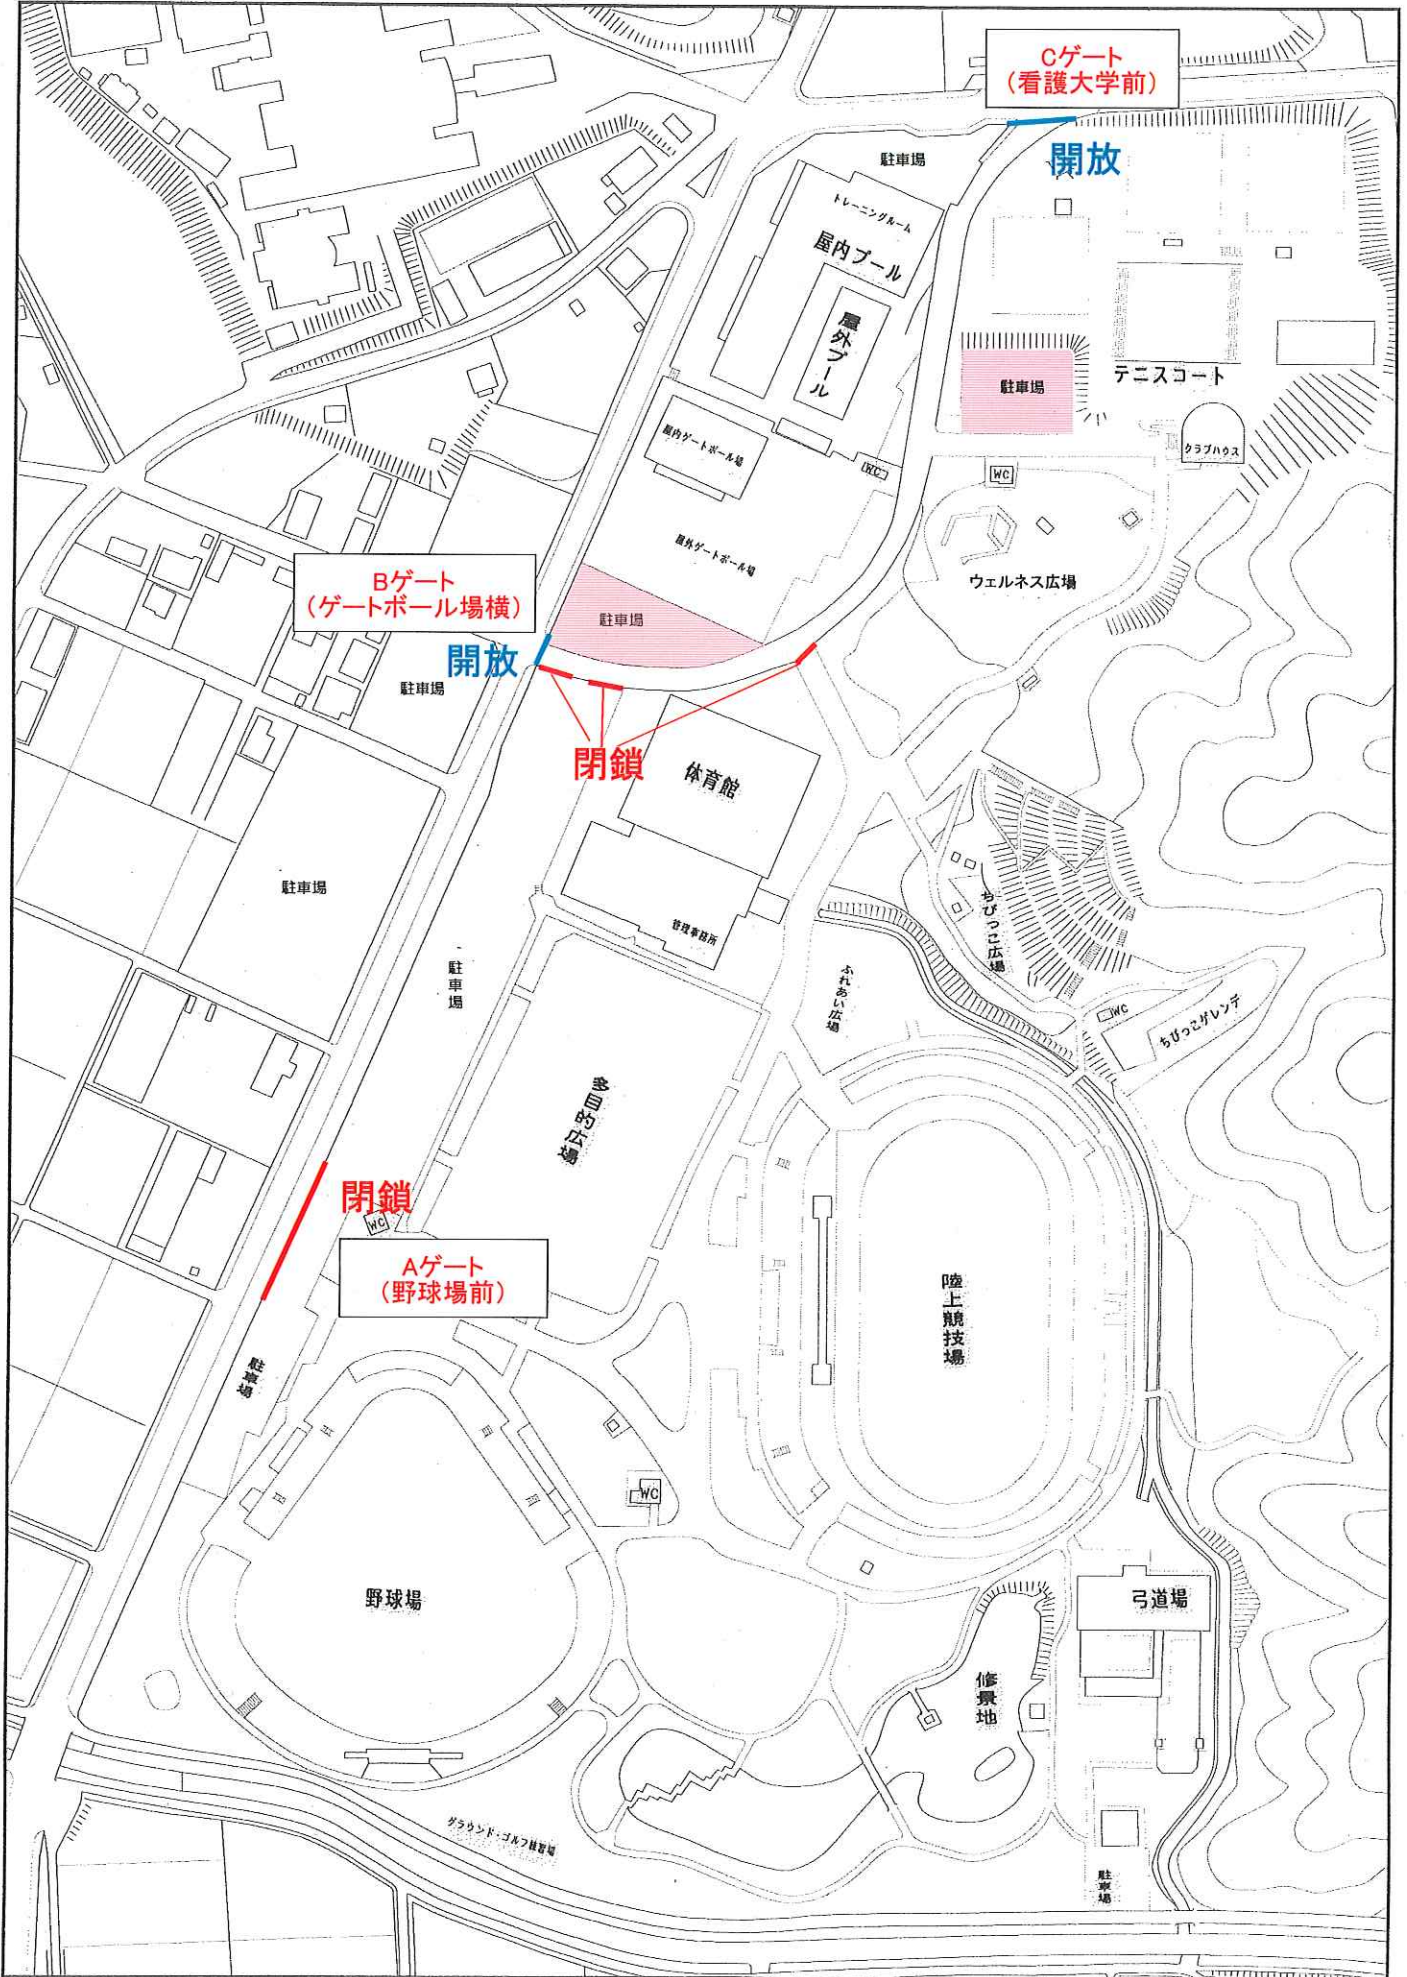 Cゲート
（看護大学前）
開放
駐車場
トレーニングルーム
屋内プール
屋外プール
駐車場
テニスコート
クラブハウス
屋内ゲートボール場
WC
WC
屋外ゲートボール場
ウェルネス広場
Bゲート
（ゲートボール場横）
開放
駐車場
駐車場
閉鎖
体育館
駐車場
管理事務所
ちびっこ広場
駐車場
ふれあい広場
WC
ちびっこゲレンデ
多目的広場
閉鎖
WC
Aゲート
（野球場前）
陸上競技場
駐車場
WC
野球場
弓道場
修景地
グラウンド・ゴルフ練習場
駐車場